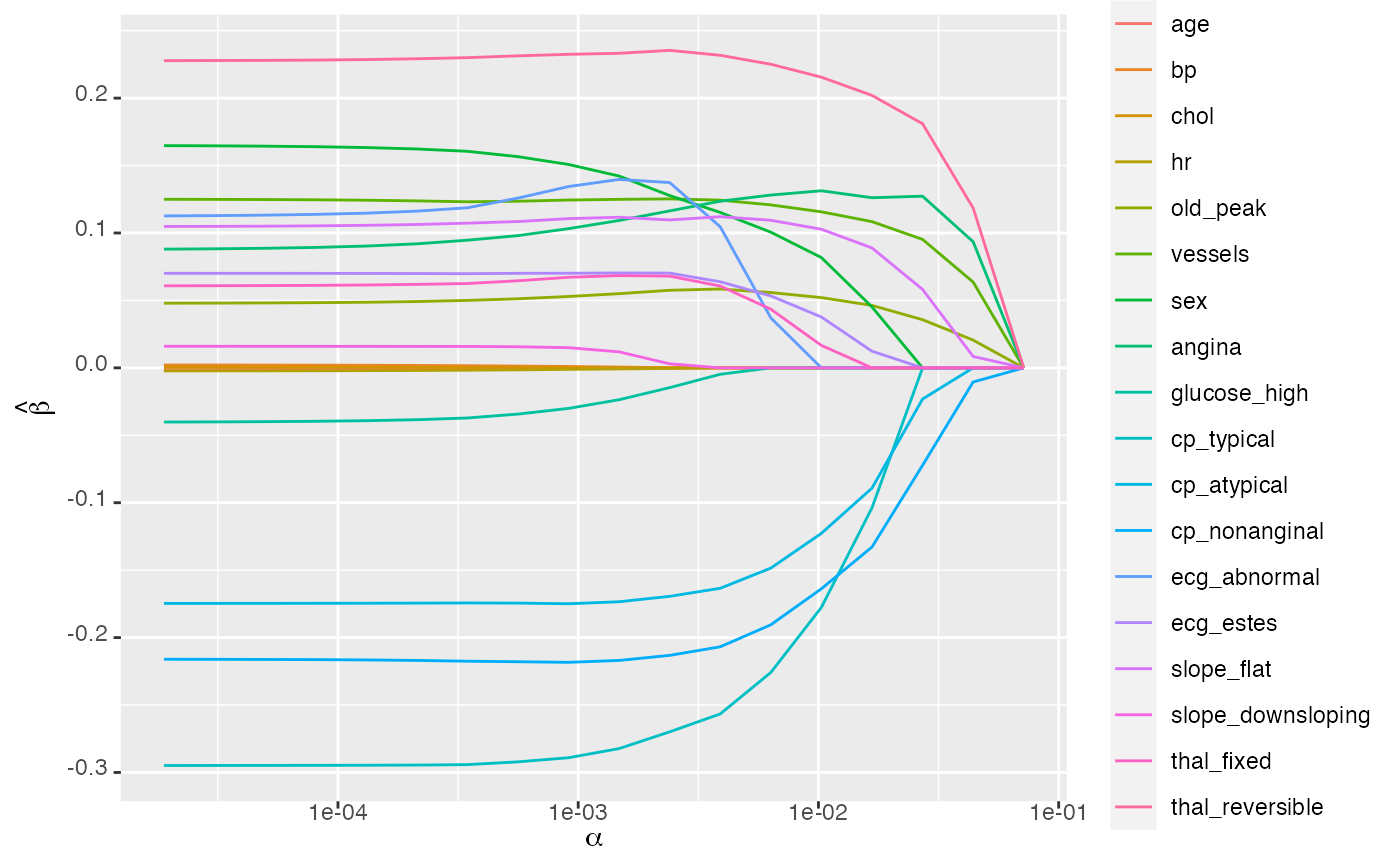 0.2
0.1
0.0
-0.1
-0.2
-0.3
β̂
1e-04
1e-03
1e-02
1e-01
α
age
bp
chol
hr
old_peak
vessels
sex
angina
glucose_high
cp_typical
cp_atypical
cp_nonanginal
ecg_abnormal
ecg_estes
slope_flat
slope_downsloping
thal_fixed
thal_reversible